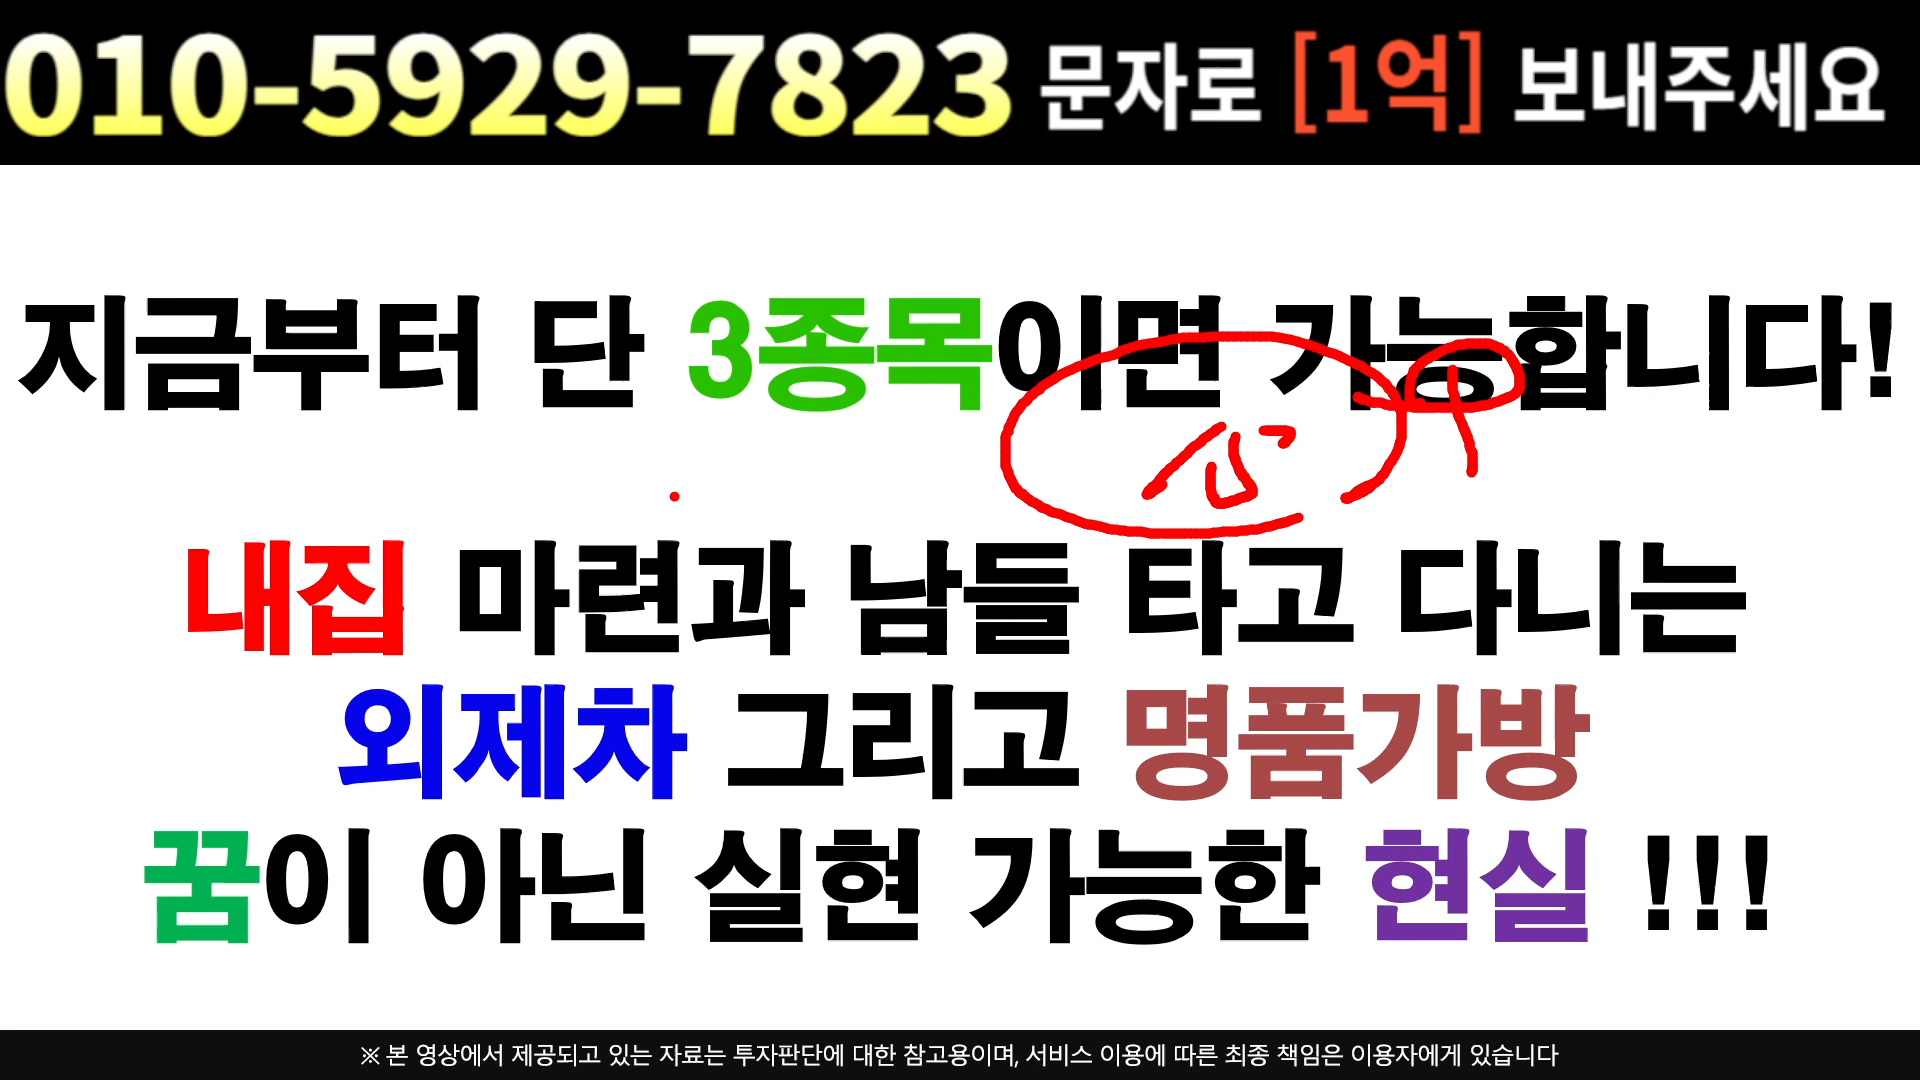 010-5929-7823 문자로 [1억] 보내주세요
지금부터 단 3종목이면 가능합니다!
내집 마련과 남들 타고 다니는
외제차 그리고 명품가방
꿈이 아닌 실현 가능한 현실 !!!
※ 본 영상에서 제공되고 있는 자료는 투자판단에 대한 참고용이며, 서비스 이용에 따른 최종 책임은 이용자에게 있습니다